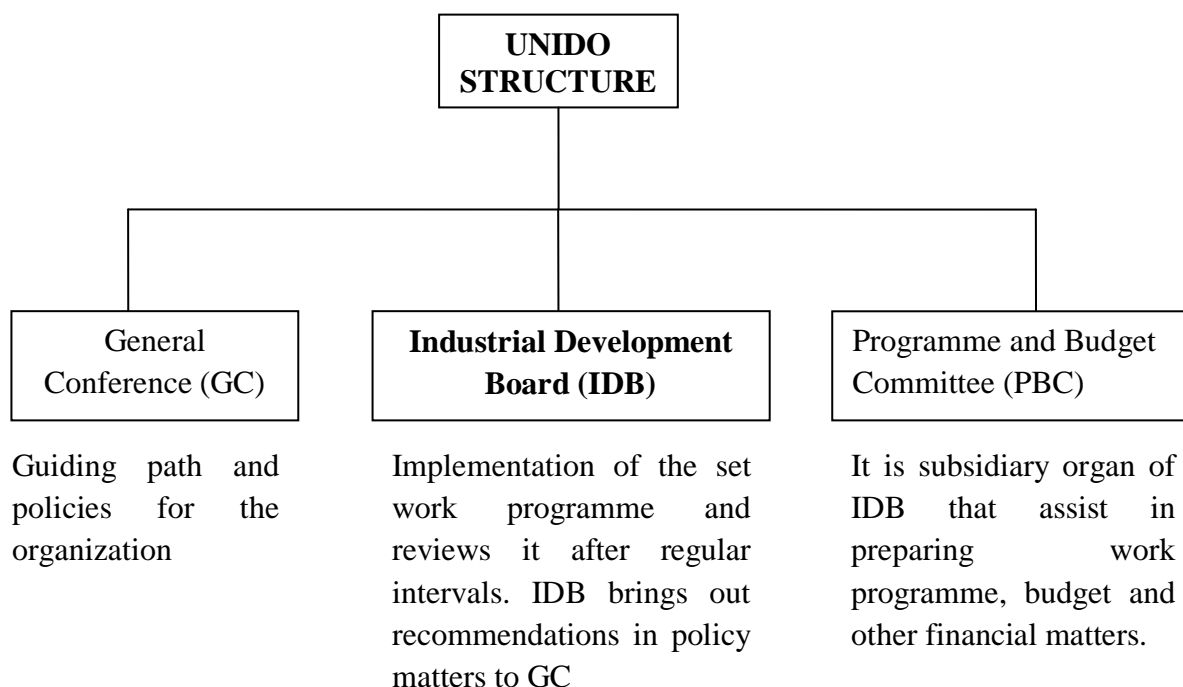 UNIDO
STRUCTURE
General
Conference (GC)
Guiding path and
policies for the
organization
Industrial Development
Board (IDB)
Implementation of the set
work programme and
reviews it after regular
intervals. IDB brings out
recommendations in policy
matters to GC
Programme and Budget
Committee (PBC)
It is subsidiary organ of
IDB that assist in
preparing work
programme, budget and
other financial matters.